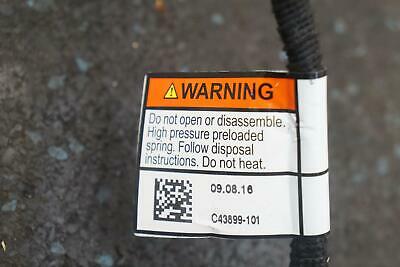 WARNING
Do not open or disassemble.
High pressure preloaded
spring. Follow disposal
instructions. Do not heat.
09.08.16
C43899-101